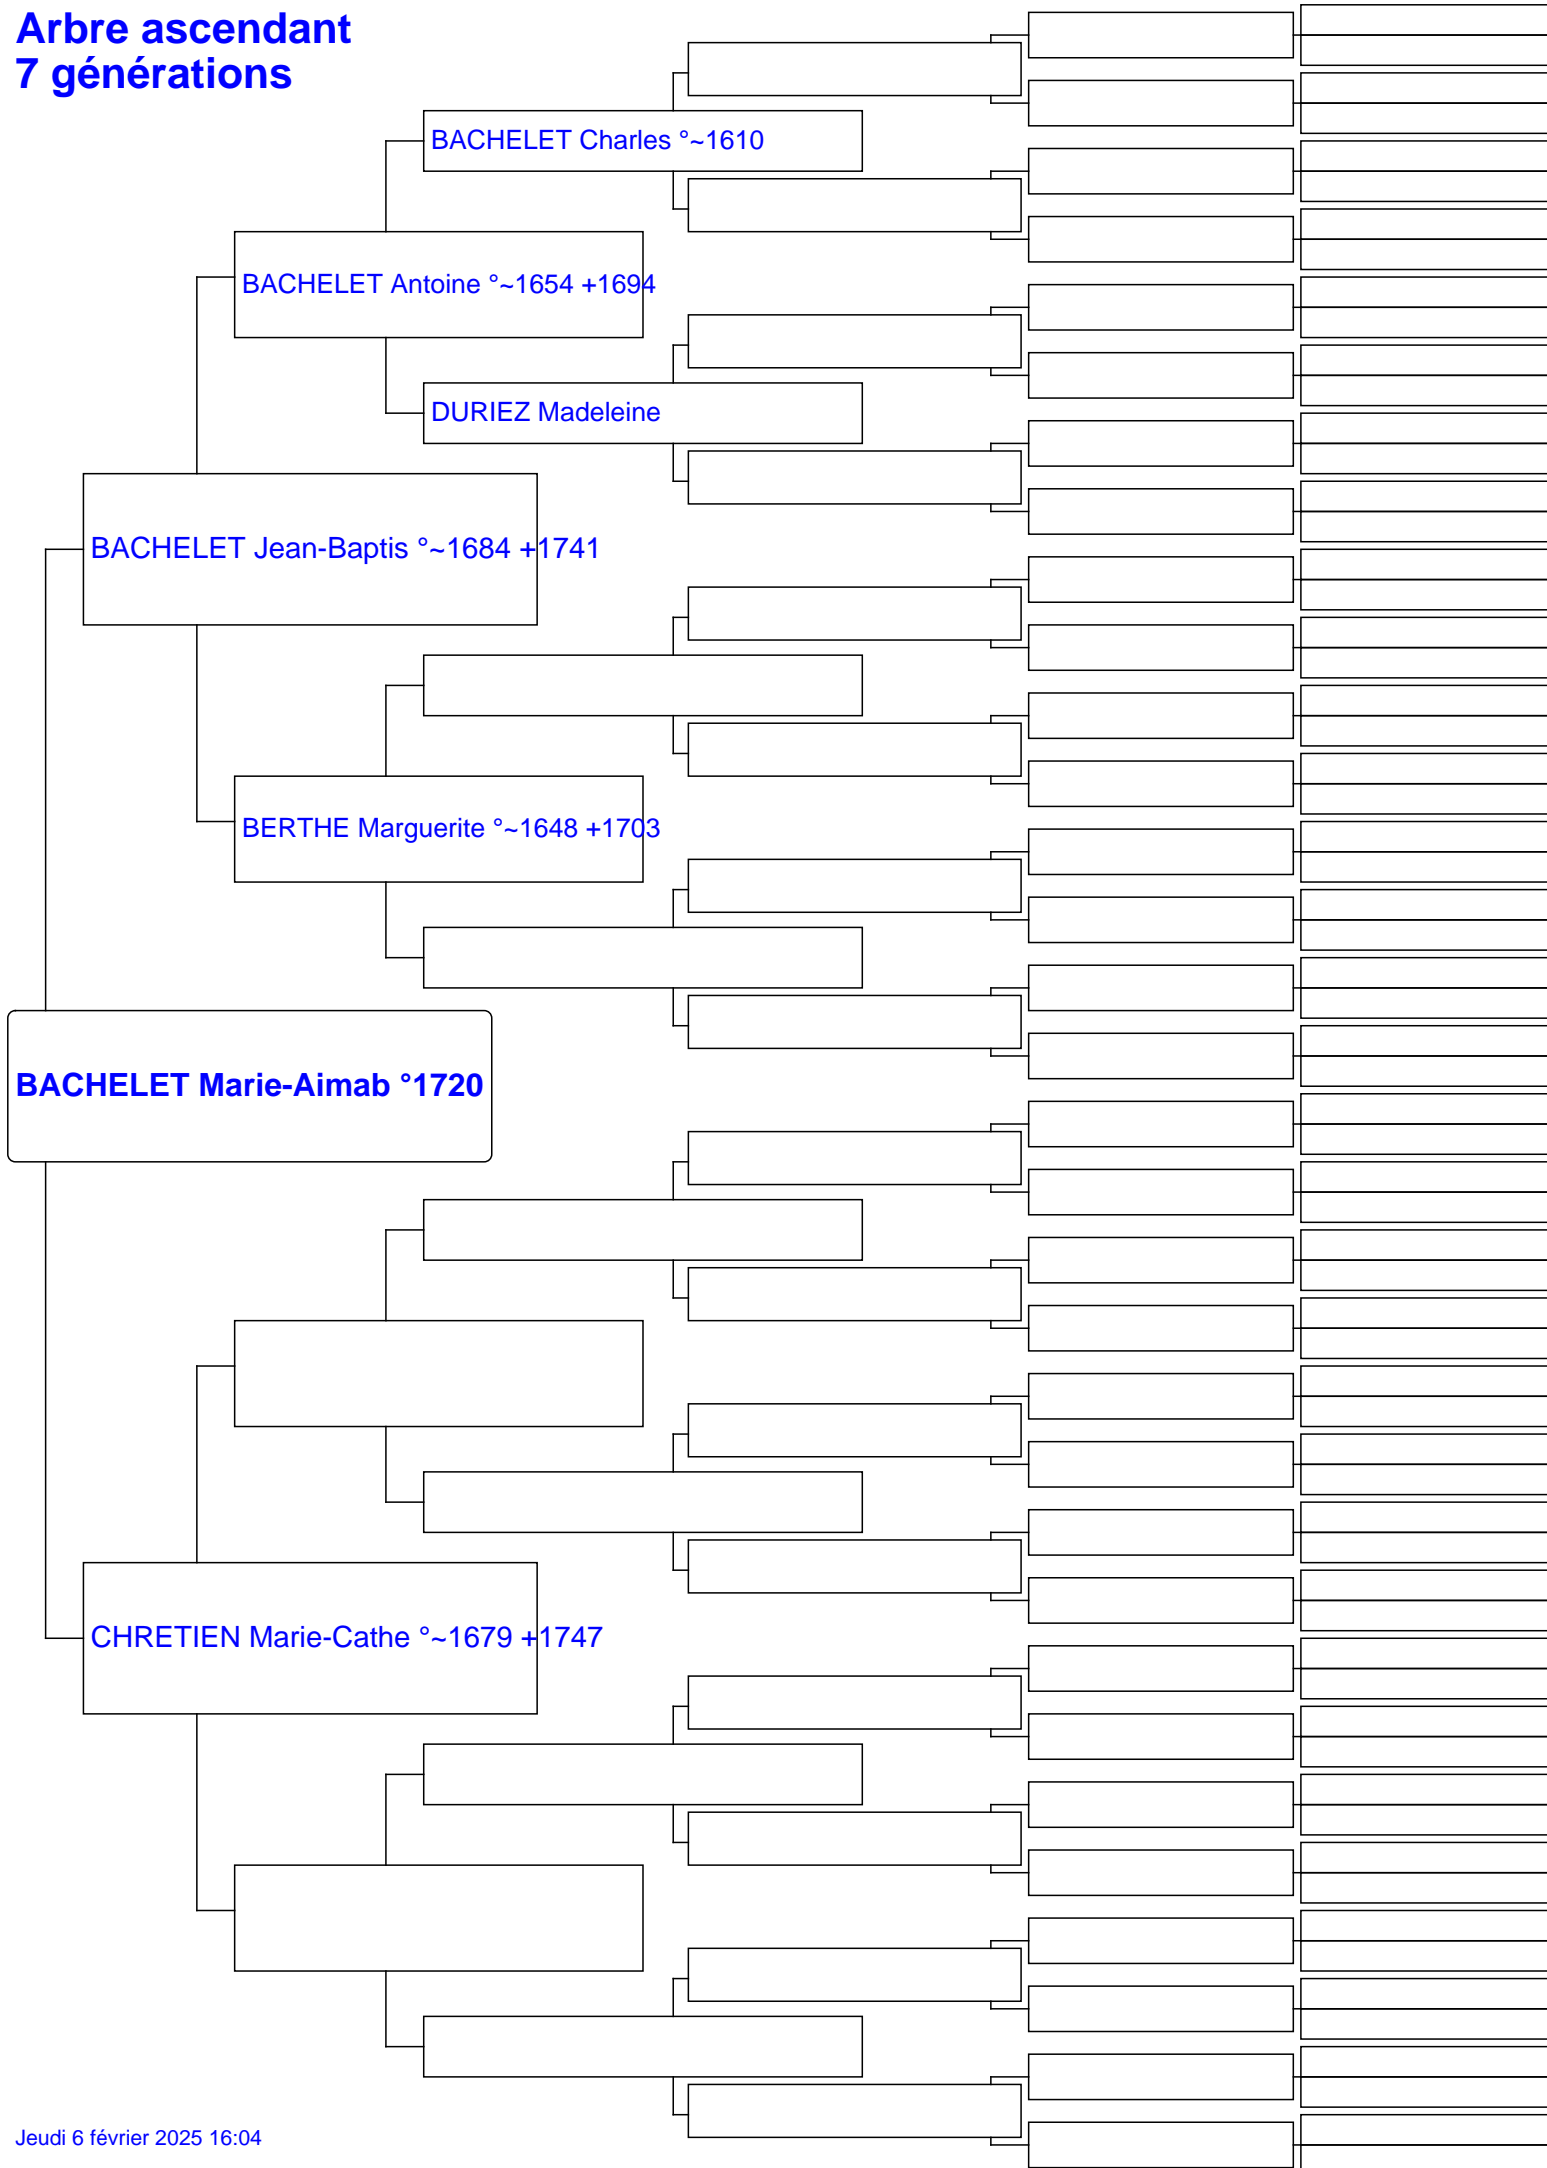 Arbre ascendant
7 générations
BACHELET Charles °~1610
BACHELET Antoine °~1654 +1694
DURIEZ Madeleine
BACHELET Jean-Baptis °~1684 +1741
BERTHE Marguerite °~1648 +1703
BACHELET Marie-Aimab °1720
CHRETIEN Marie-Cathe °~1679 +1747
Jeudi 6 février 2025 16:04